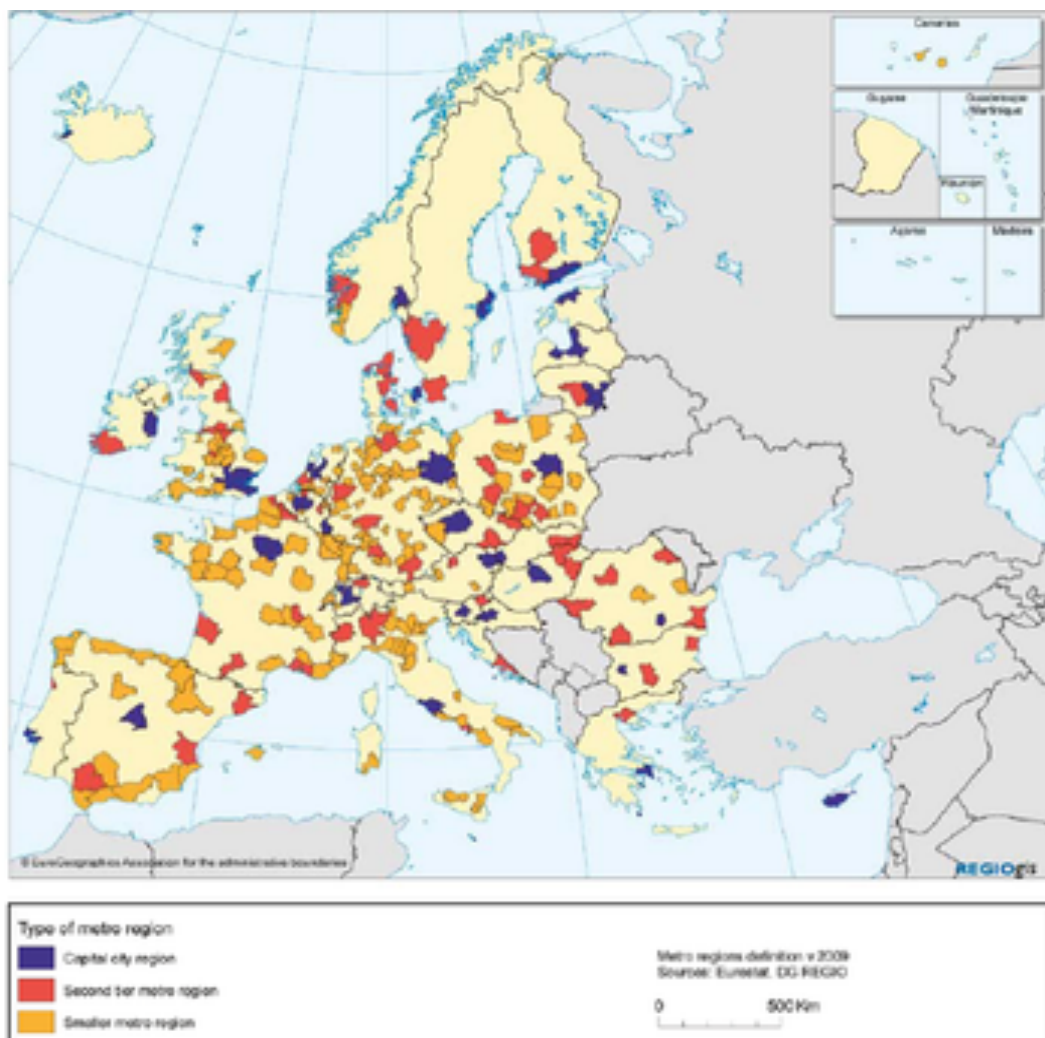 Canarias
Guyane
Guadeloupe
Martinique
Réunion
Açores
Madeira
© EuroGeographics Association for the administrative boundaries
REGIOgis
Type of metro region
Capital city region
Second tier metro region
Smaller metro region
Metro regions definition v 2009
Sources: Eurostat, DG REGIO
0
500 Km